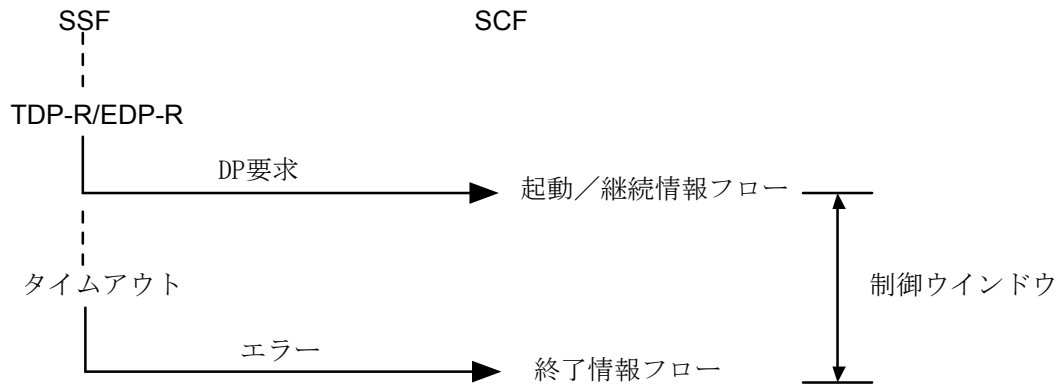 SSF
SCF
TDP-R/EDP-R
DP要求
起動／継続情報フロー
タイムアウト
制御ウインドウ
エラー
終了情報フロー